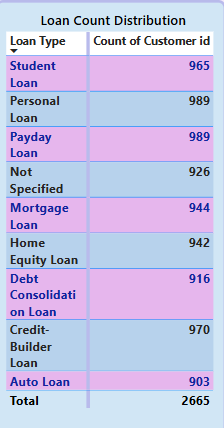 Loan Count Distribution
Loan Type Count of Customer id
Student 965
Loan
Personal 989
Loan
Payday 989
Loan
Not 926
Specified
Mortgage 944
Loan
Home 942
Equity Loan
Debt 916
Consolidati
on Loan
Credit- 970
Builder
Loan
Auto Loan 903
Total 2665